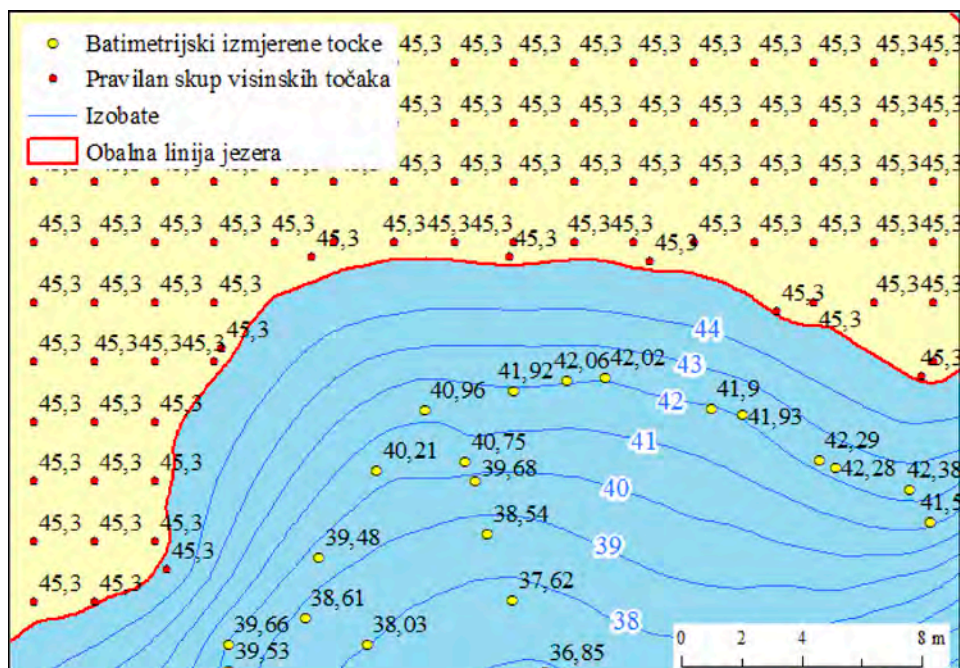 Batimetrijski izmjerene tocke
Pravilan skup visinskih točaka
Izobate
Obalna linija jezera
45,3 45,3 45,3 45,3 45,3 45,3 45,3 45,3 45,3
45,3 45,3 45,3 45,3 45,3 45,3 45,3 45,3 45,3
45,3 45,3 45,3 45,3 45,3 45,3 45,3 45,3 45,3
45,3 45,3 45,3 45,3 45,3 45,3 45,3 45,3 45,3 45,3 45,3 45,3 45,3 45,3 45,3 45,3 45,3
45,3 45,3 45,3 45,3 45,3 45,3 45,3 45,3
45,3 45,3 45,3 45,3 45,3 45,3
44
43
42,06 42,02
41,92
42
40,96
41,9
41,93
45,3 45,3 45,3
41
40,75
40,21
39,68
42,29
42,28
42,38
41,5
40
45,3 45,3 45,3
45,3
38,54
39
39,48
45,3 45,3
37,62
38,61
38
39,66
38,03
39,53
36,85
0 2 4 8 m